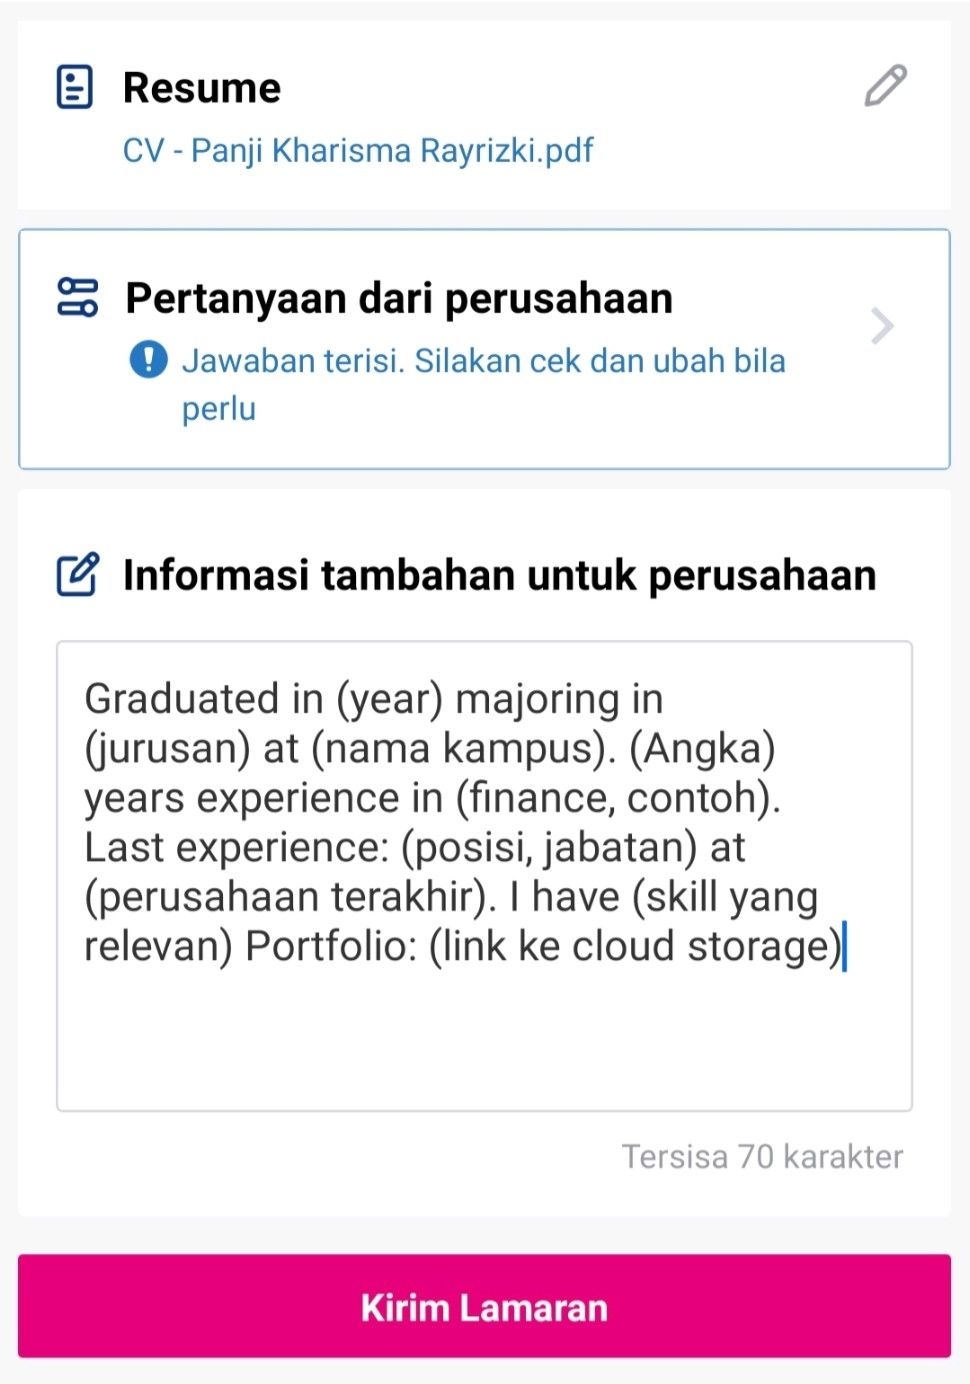 Resume
CV - Panji Kharisma Rayrizki.pdf
Pertanyaan dari perusahaan
Jawaban terisi. Silakan cek dan ubah bila
perlu
Informasi tambahan untuk perusahaan
Graduated in (year) majoring in
(jurusan) at (nama kampus). (Angka)
years experience in (finance, contoh).
Last experience: (posisi, jabatan) at
(perusahaan terakhir). I have (skill yang
relevan) Portfolio: (link ke cloud storage)
Tersisa 70 karakter
Kirim Lamaran